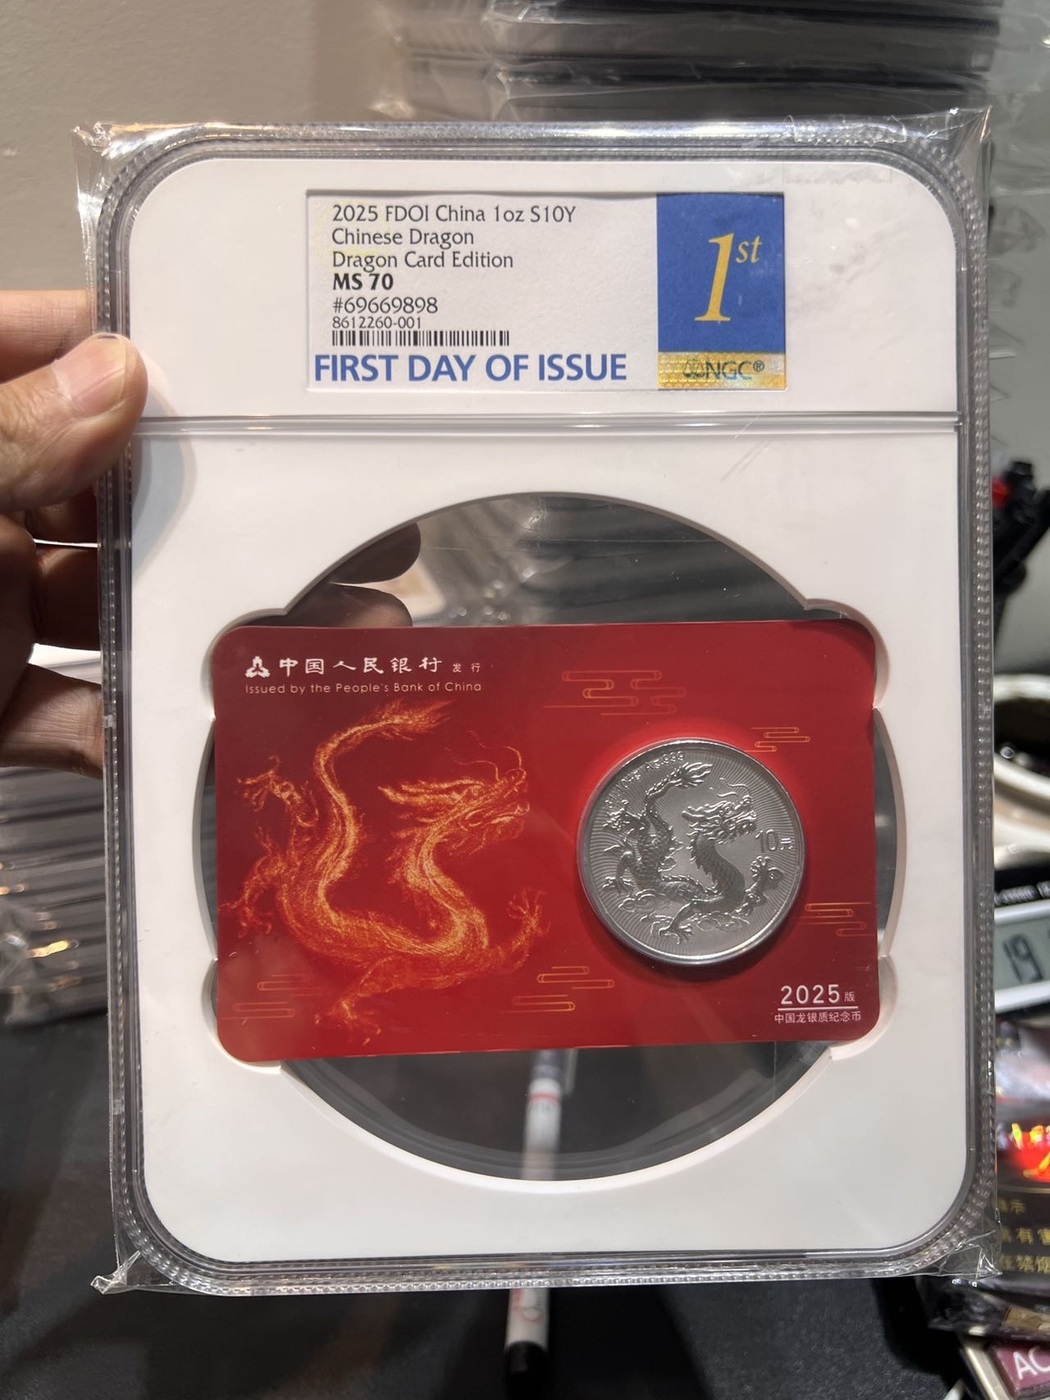 2025 FDOI China 1oz S10Y
Chinese Dragon
Dragon Card Edition
MS 70
#69669898
8612260-001
FIRST DAY OF ISSUE
1st
NGC®
中国人民银行 发行
Issued by the People's Bank of China
10元
2025版
中国龙银质纪念币
19
AC